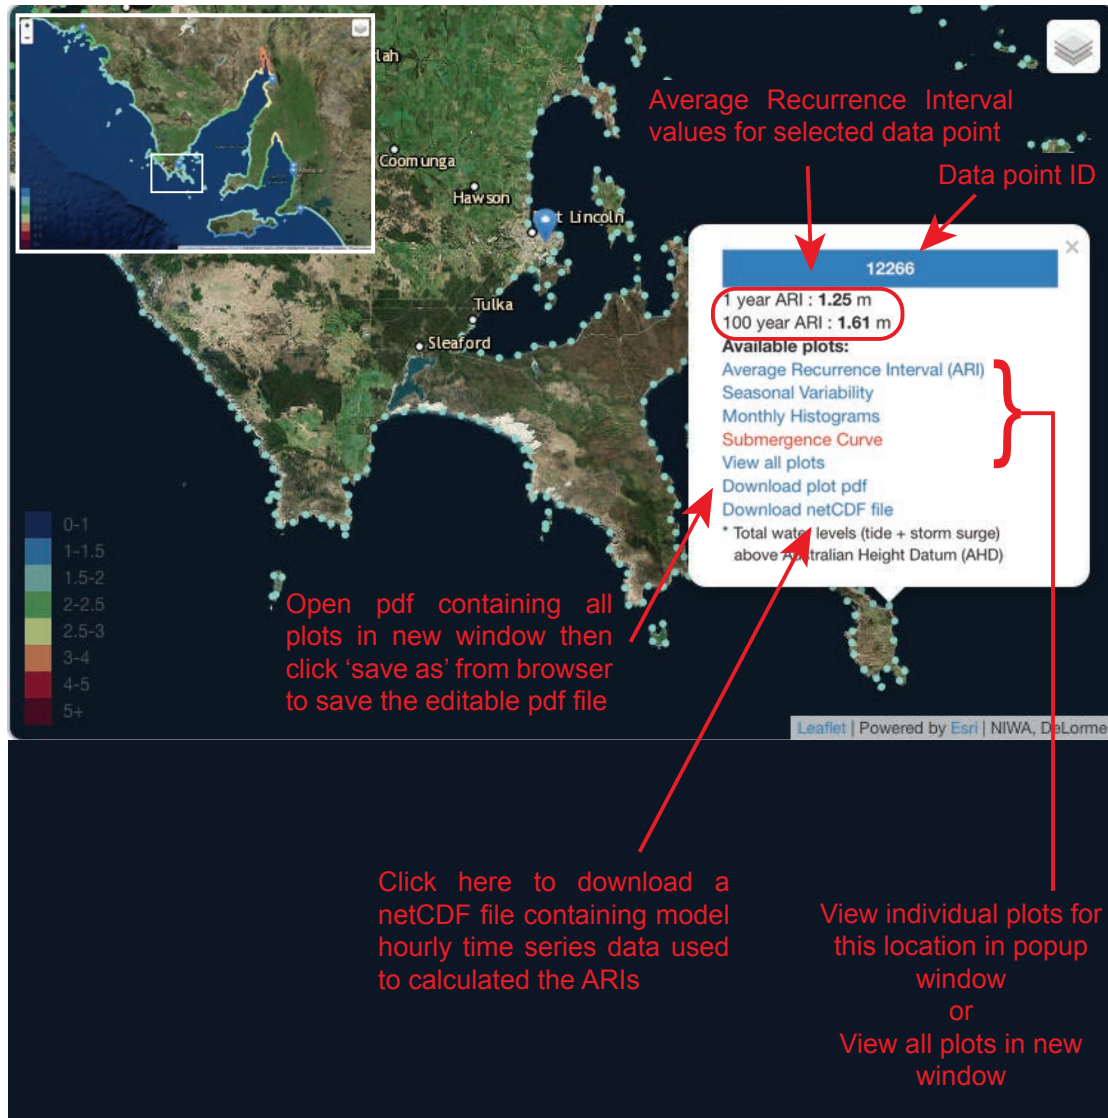 lah
Average Recurrence Interval
values for selected data point
Coomunga
Data point ID
Hawson
t Lincoln
12266
×
1 year ARI : 1.25 m
100 year ARI : 1.61 m
Tulka
Sleaford
Available plots:
Average Recurrence Interval (ARI)
Seasonal Variability
Monthly Histograms
Submergence Curve
View all plots
Download plot pdf
Download netCDF file
* Total water levels (tide + storm surge)
above Australian Height Datum (AHD)
0-1
1-1.5
1.5-2
2-2.5
2.5-3
3-4
4-5
5+
Open pdf containing all
plots in new window then
click ‘save as’ from browser
to save the editable pdf file
Leaflet | Powered by Esri | NIWA, DeLorme
Click here to download a
netCDF file containing model
hourly time series data used
to calculated the ARIs
View individual plots for
this location in popup
window
or
View all plots in new
window